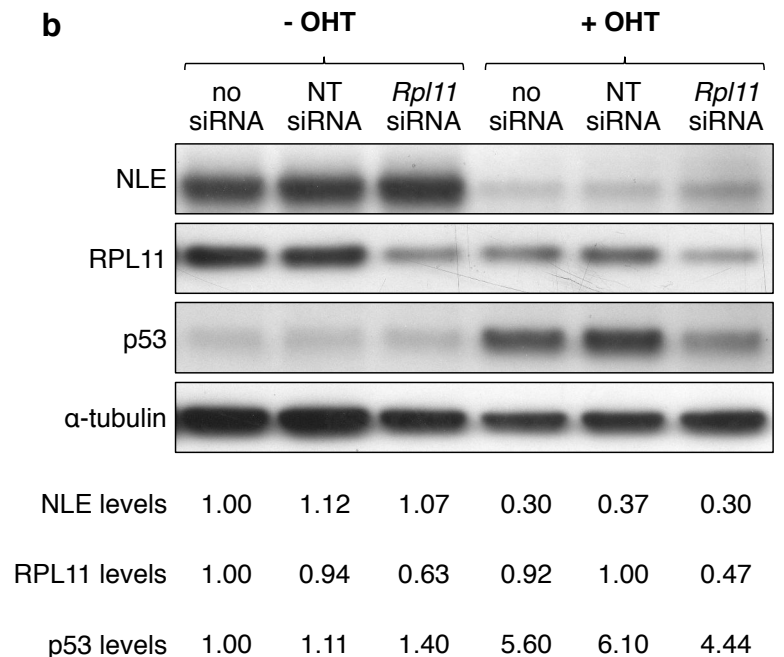 b
- OHT + OHT
no NT Rpl11 no NT Rpl11
siRNA siRNA siRNA siRNA siRNA siRNA
NLE
RPL11
p53
α-tubulin
NLE levels 1.00 1.12 1.07 0.30 0.37 0.30
RPL11 levels 1.00 0.94 0.63 0.92 1.00 0.47
p53 levels 1.00 1.11 1.40 5.60 6.10 4.44